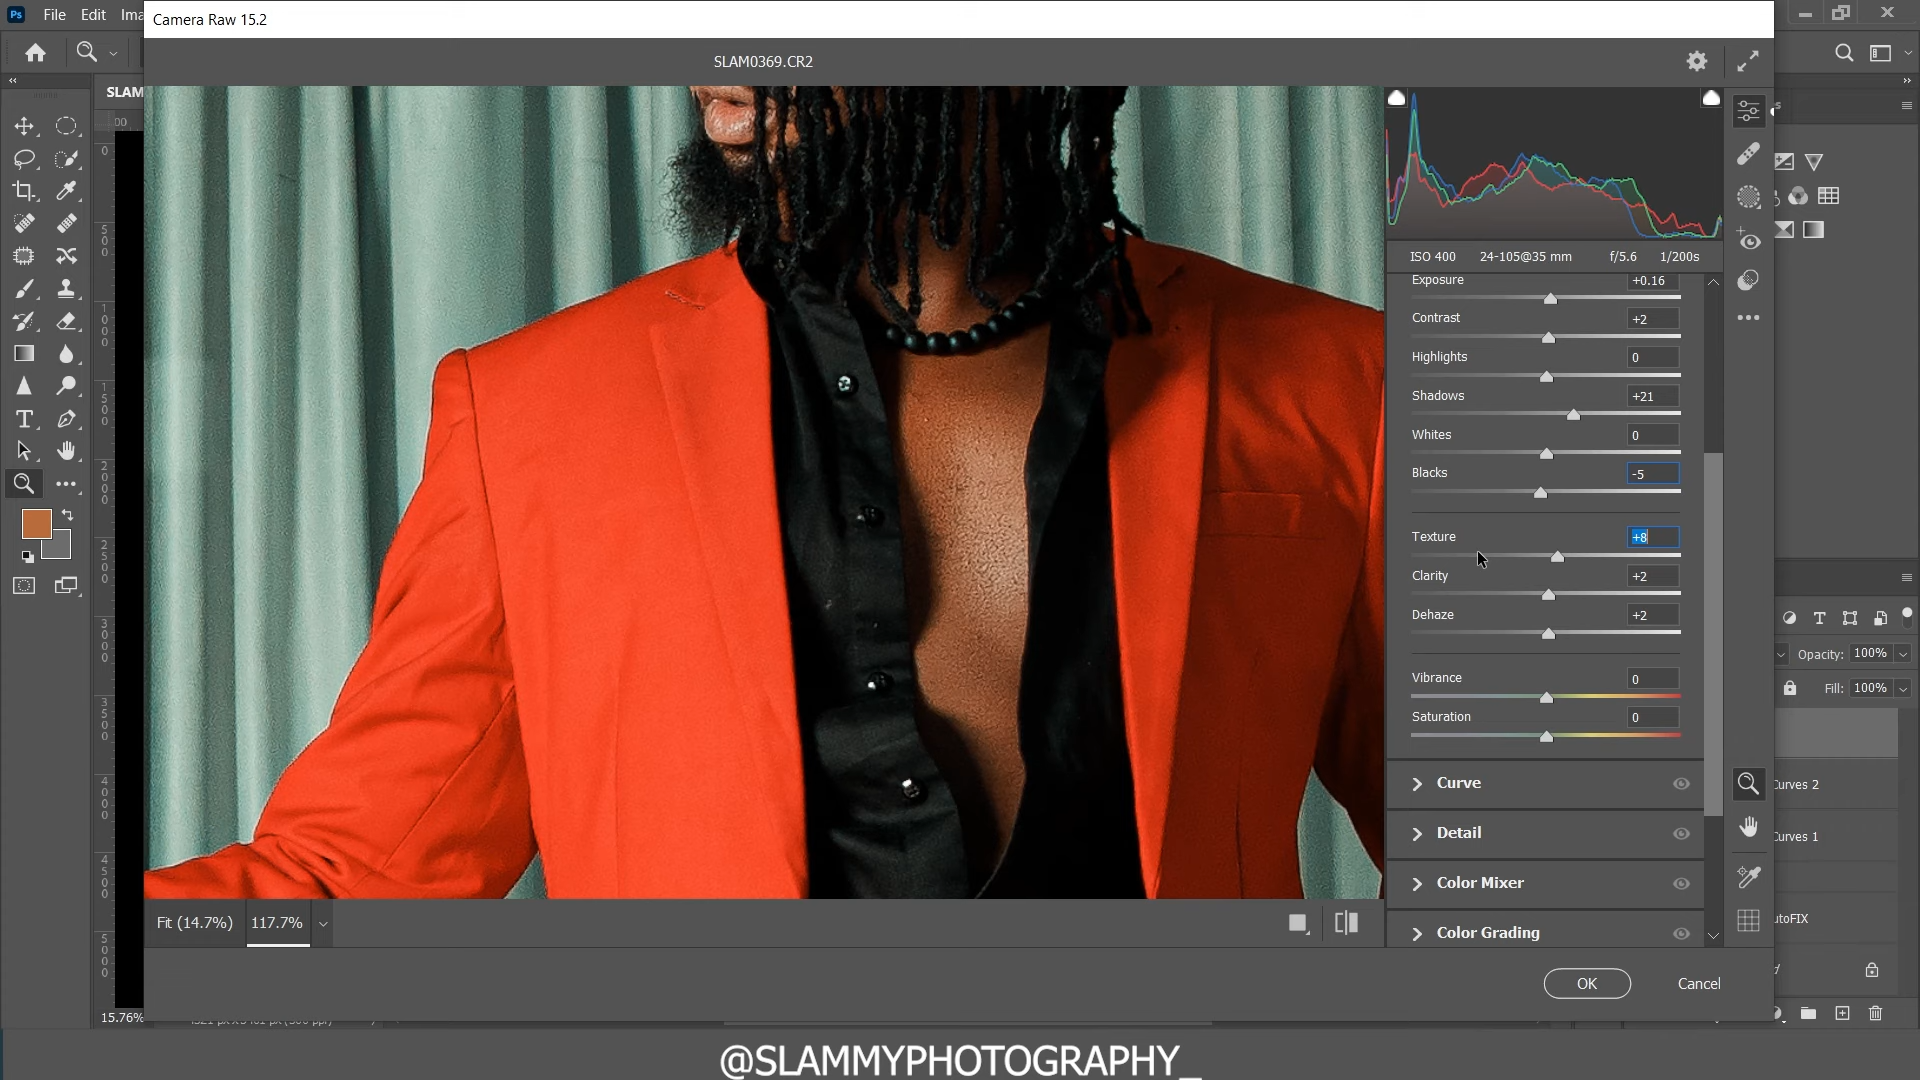 Ps File Edit Ima
Camera Raw 15.2
SLAM0369.CR2
SLAM
ISO 400 24-105@35 mm f/5.6 1/200s
Exposure +0.16
Contrast +2
Highlights 0
Shadows +21
Whites 0
Blacks -5
Texture +8
Clarity +2
Dehaze +2
Vibrance 0
Saturation 0
Curve
Detail
Color Mixer
Color Grading
Opacity: 100%
Fill: 100%
Curves 2
Curves 1
utoFIX
Fit (14.7%) 117.7%
OK Cancel
15.76%
@SLAMMYPHOTOGRAPHY_